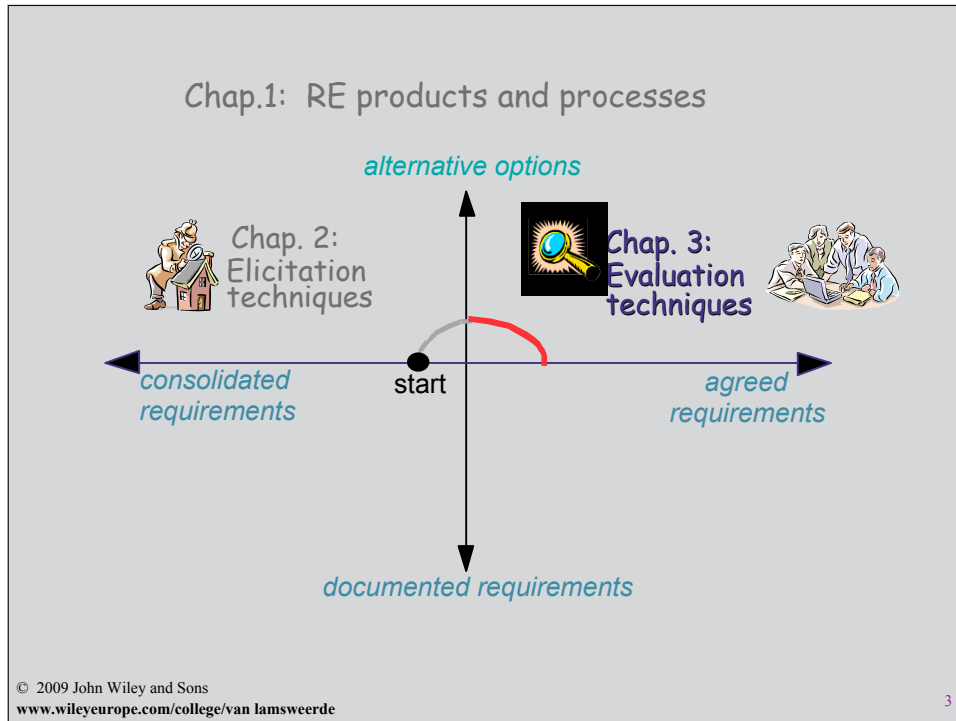 Chap.1: RE products and processes
alternative options
Chap. 2:
Elicitation
techniques
Chap. 3:
Evaluation
techniques
start
consolidated
requirements
agreed
requirements
documented requirements
© 2009 John Wiley and Sons
www.wileyeurope.com/college/van lamsweerde
3